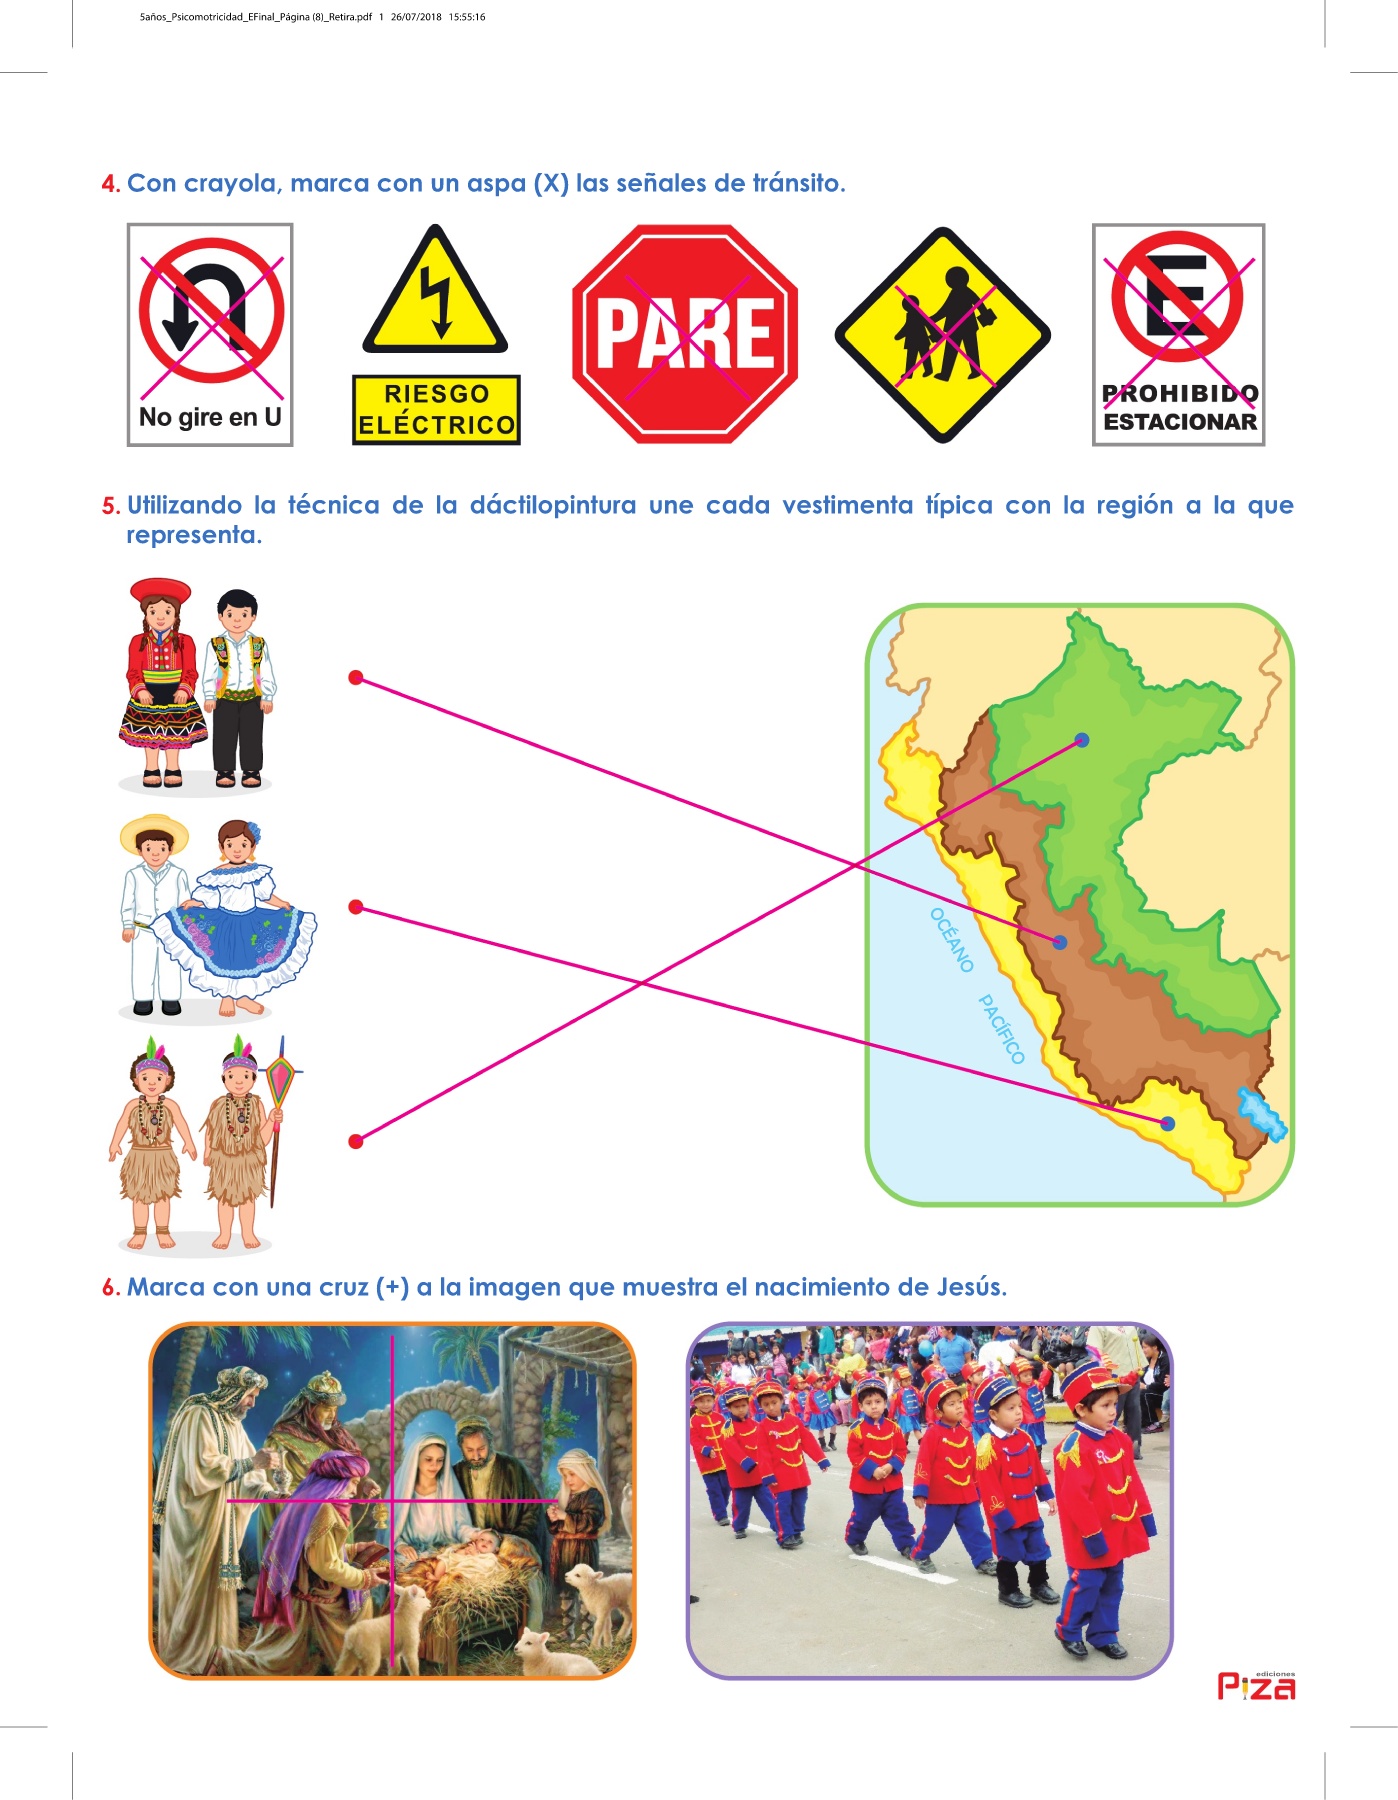 5años_Psicomotricidad_EFinal_Página (8)_Retira.pdf 1 26/07/2018 15:55:16
4. Con crayola, marca con un aspa (X) las señales de tránsito.
No gire en U
RIESGO
ELÉCTRICO
PARE
E
PROHIBIDO
ESTACIONAR
5. Utilizando la técnica de la dáctilopintura une cada vestimenta típica con la región a la que
representa.
OCÉANO
PACÍFICO
6. Marca con una cruz (+) a la imagen que muestra el nacimiento de Jesús.
ediciones
Piza